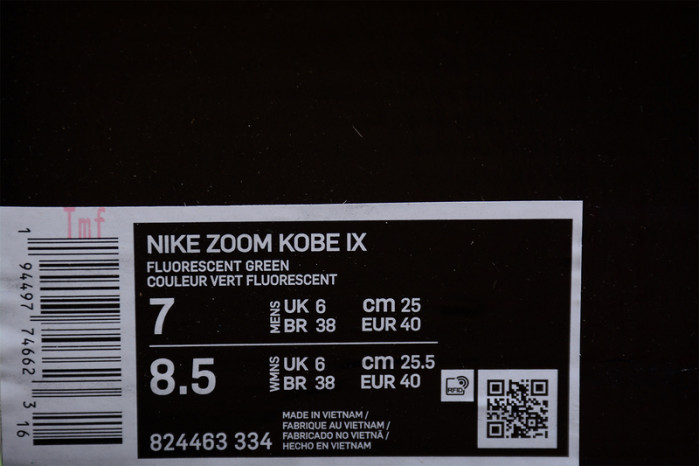 Tmf
1 94497 74662 3 16
NIKE ZOOM KOBE IX
FLUORESCENT GREEN
COULEUR VERT FLUORESCENT
7 MENS UK 6 cm 25
BR 38 EUR 40
8.5 WMNS UK 6 cm 25.5
BR 38 EUR 40
RFID
MADE IN VIETNAM /
FABRIQUE AU VIETNAM /
FABRICADO NO VIETNÃ /
HECHO EN VIETNAM
824463 334